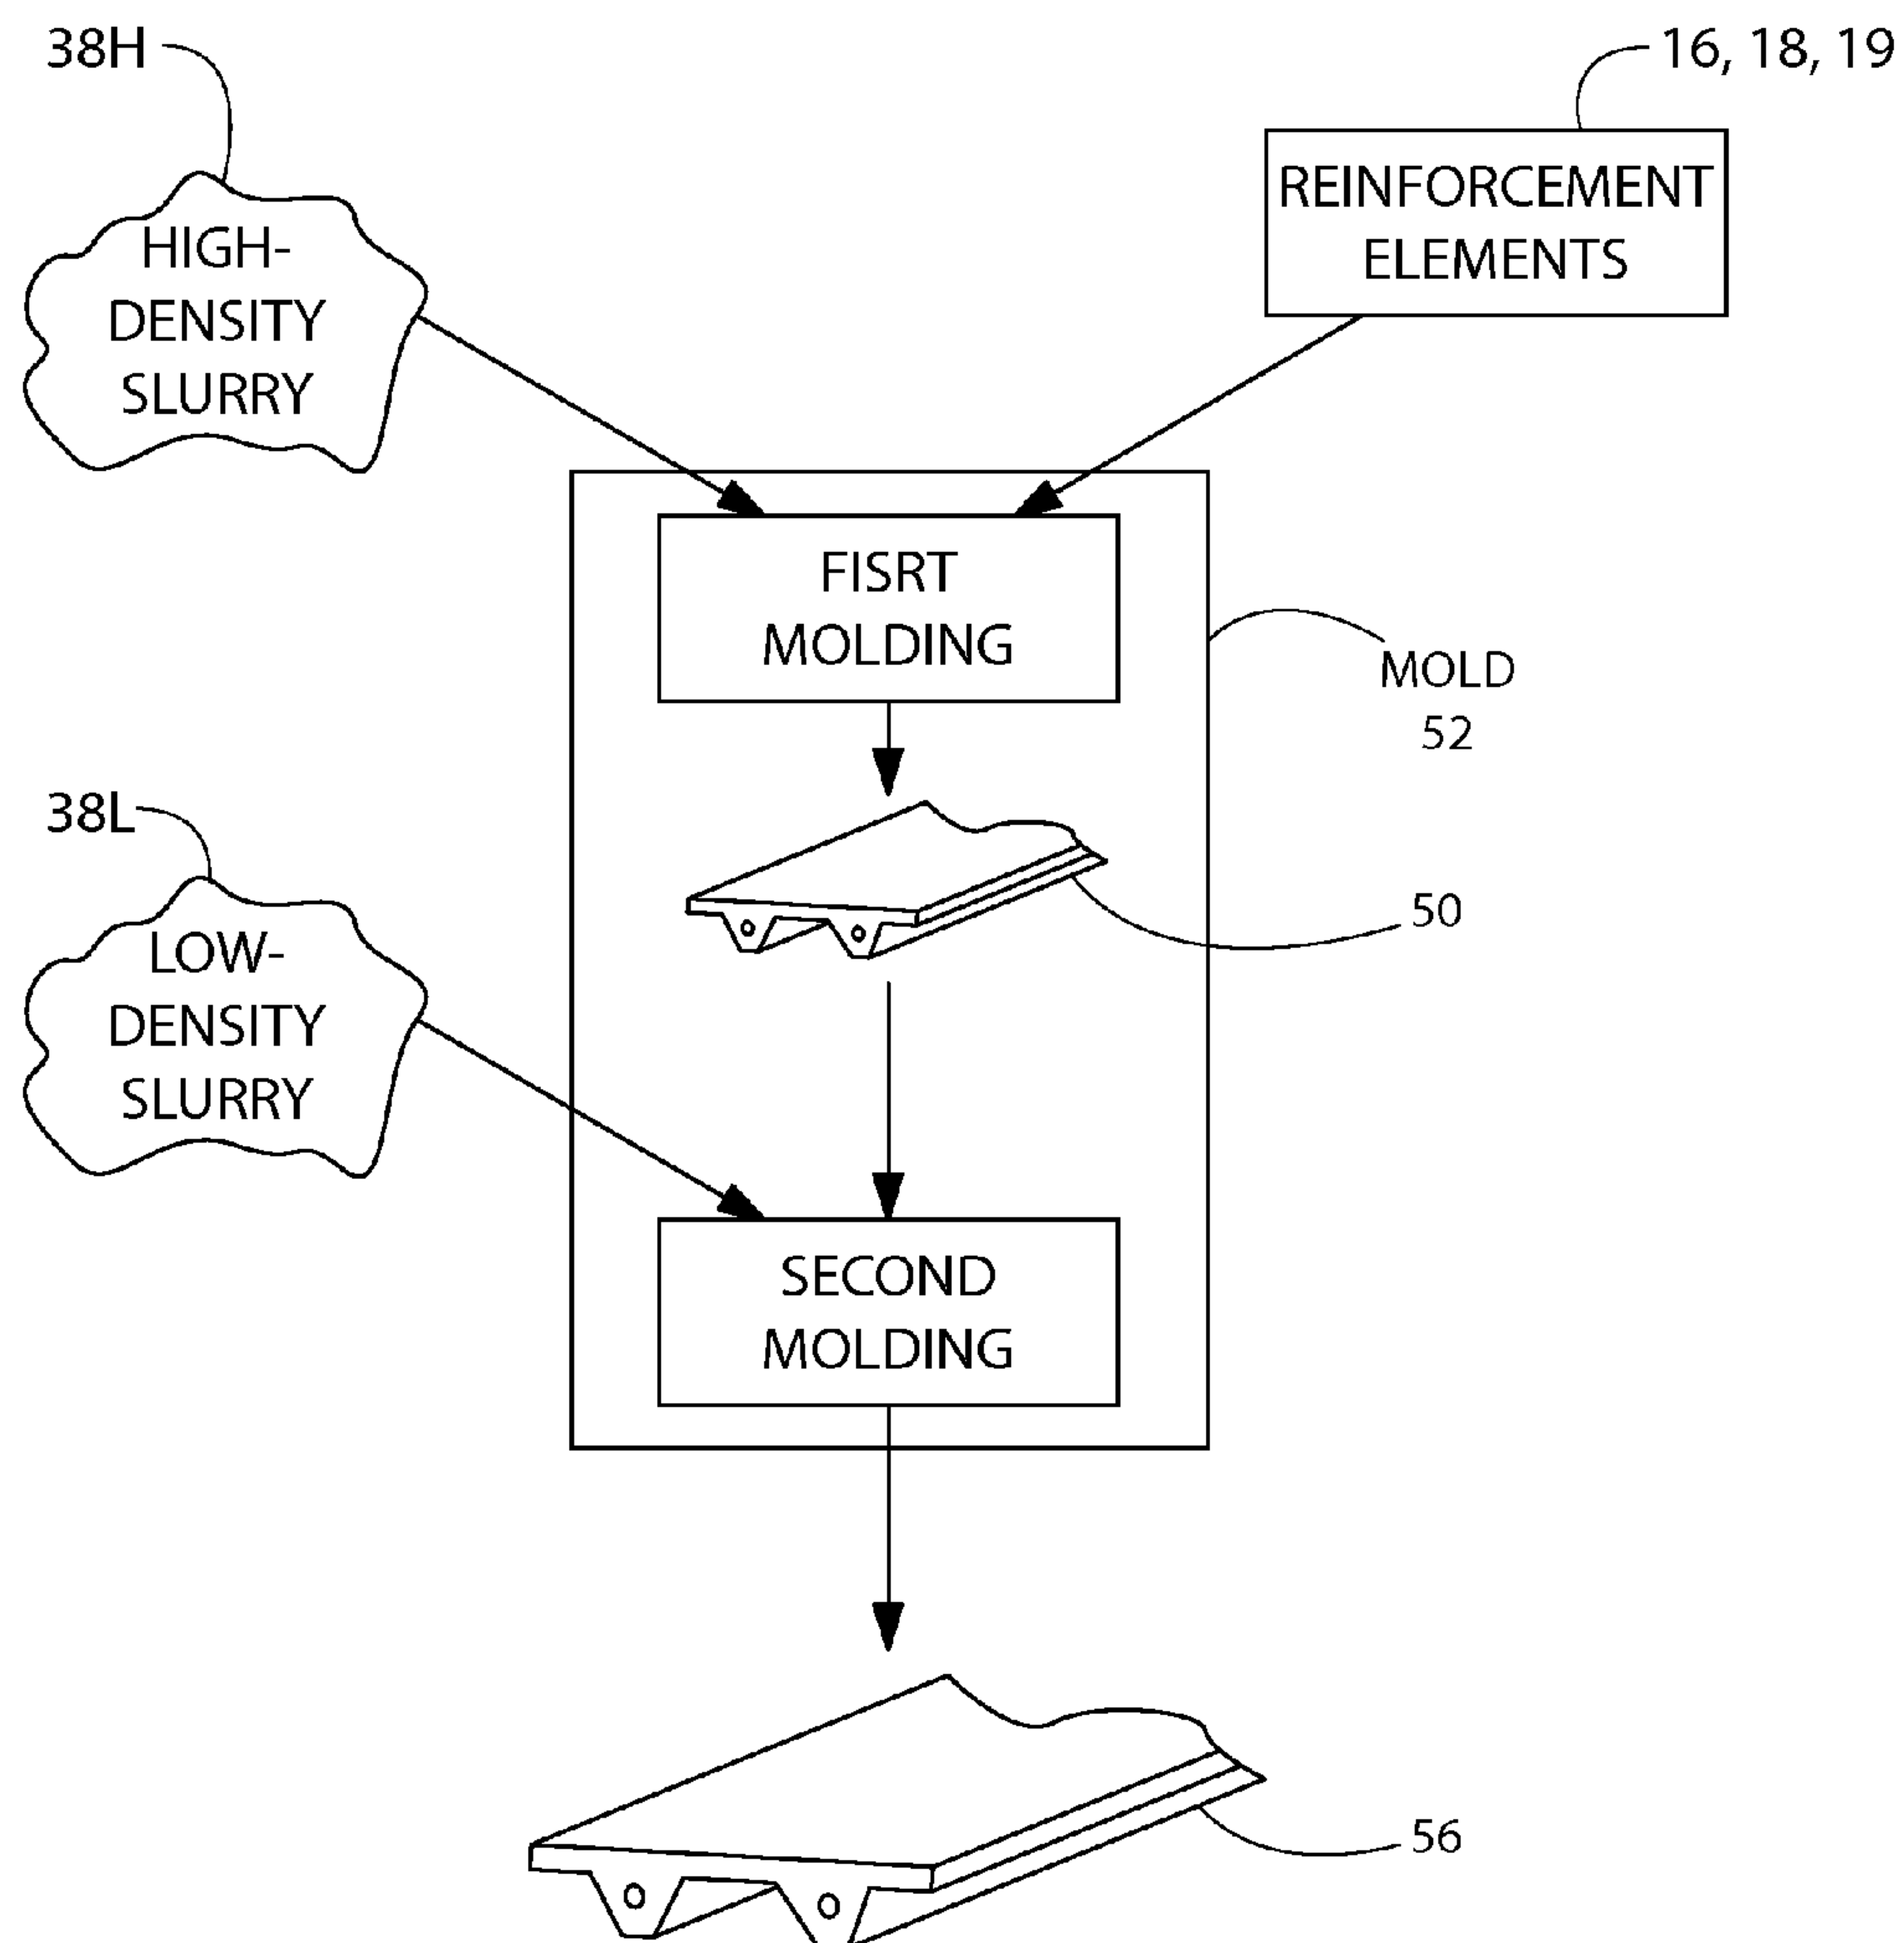 38H
16, 18, 19
HIGH-
DENSITY
SLURRY
REINFORCEMENT
ELEMENTS
FISRT
MOLDING
MOLD
52
38L
50
LOW-
DENSITY
SLURRY
SECOND
MOLDING
56